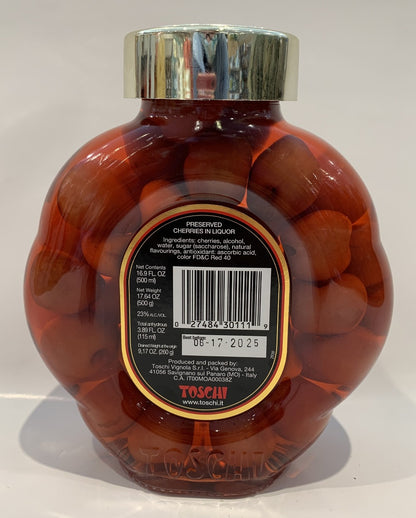 PRESERVED
CHERRIES IN LIQUOR
Ingredients: cherries, alcohol,
water, sugar (saccharose), natural
flavourings, antioxidant: ascorbic acid,
color FD&C Red 40
Net Contents
16.9 FL. OZ
(500 ml)
Net Weight
17.64 OZ
(500 g)
23% ALC./VOL.
Total anhydrous
3.89 FL. OZ
(115 ml)
Drained Weight at the origin
9,17 OZ. (260 g)
0 27484 30111 9
Best before:
06-17-2025
Produced and packed by:
Toschi Vignola S.r.l. - Via Genova, 244
41056 Savignano sul Panaro (MO) - Italy
C.A. IT00MOA00038Z
TOSCHI
www.toschi.it
TOSCHI